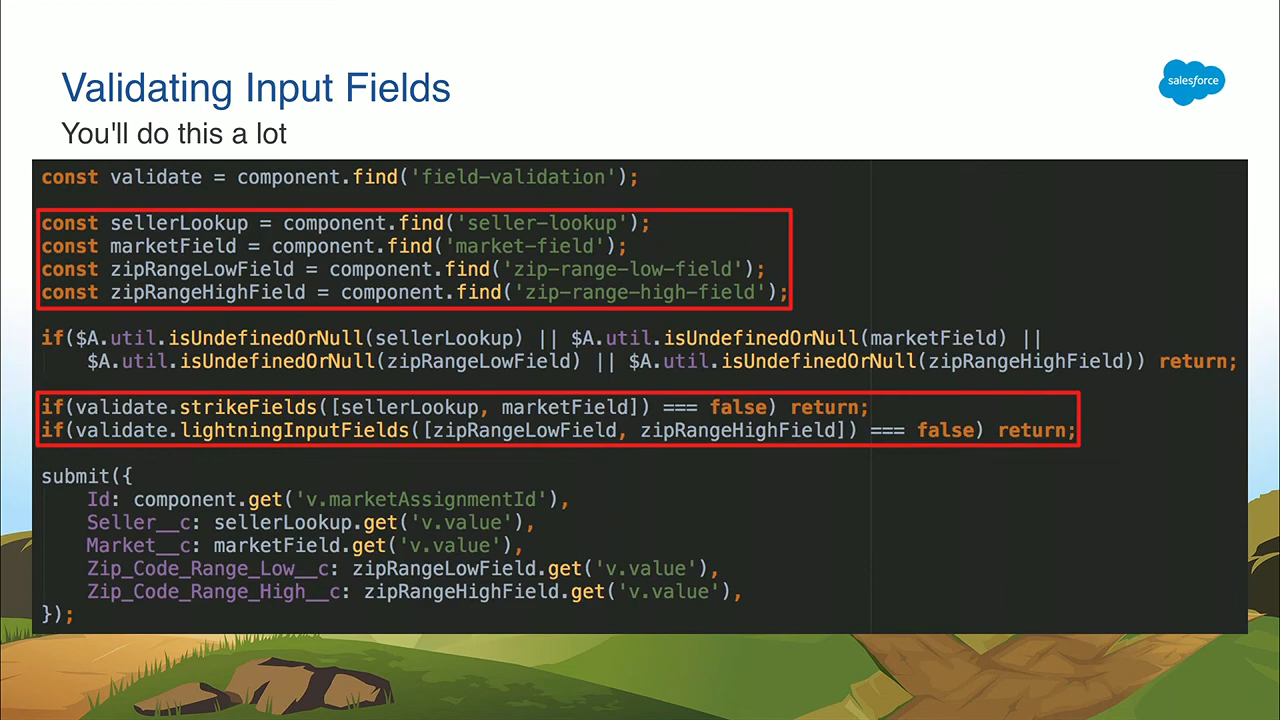 Validating Input Fields
salesforce
You'll do this a lot
const validate = component.find('field-validation');
const sellerLookup = component.find('seller-lookup');
const marketField = component.find('market-field');
const zipRangeLowField = component.find('zip-range-low-field');
const zipRangeHighField = component.find('zip-range-high-field');
if($A.util.isUndefinedOrNull(sellerLookup) || $A.util.isUndefinedOrNull(marketField) ||
$A.util.isUndefinedOrNull(zipRangeLowField) || $A.util.isUndefinedOrNull(zipRangeHighField)) return;
if(validate.strikeFields([sellerLookup, marketField]) === false) return;
if(validate.lightningInputFields([zipRangeLowField, zipRangeHighField]) === false) return;
submit({
Id: component.get('v.marketAssignmentId'),
Seller__c: sellerLookup.get('v.value'),
Market__c: marketField.get('v.value'),
Zip_Code_Range_Low__c: zipRangeLowField.get('v.value'),
Zip_Code_Range_High__c: zipRangeHighField.get('v.value'),
});